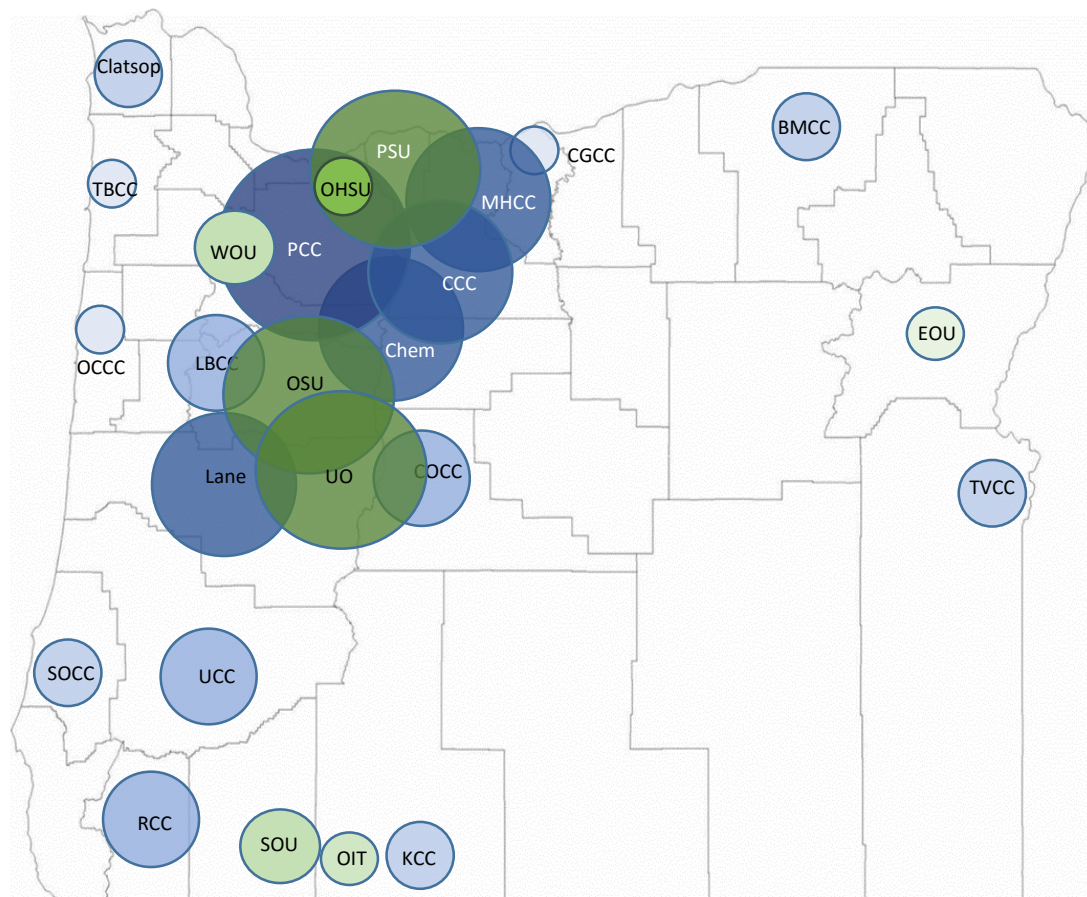 Clatsop
BMCC
PSU
CGCC
TBCC
OHSU
MHCC
WOU
PCC
CCC
EOU
OCCC
Chem
LBCC
OSU
Lane
UO
COCC
TVCC
SOCC
UCC
RCC
SOU
OIT
KCC